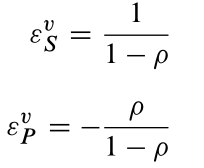 ε_S^υ = 1 / (1 − ρ)
ε_P^υ = − ρ / (1 − ρ)